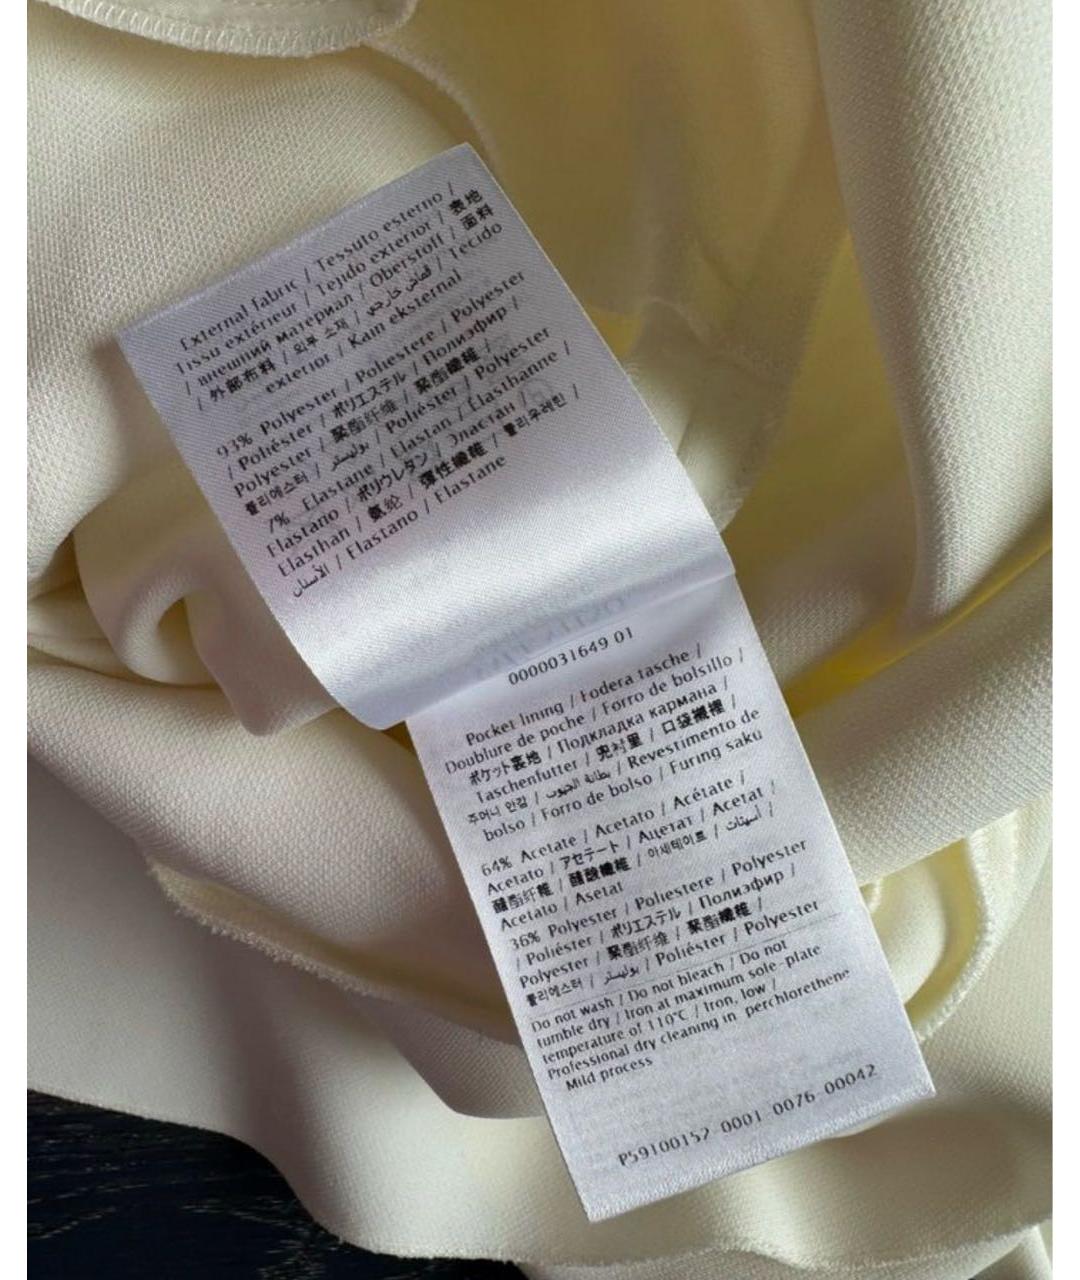 External fabric / Tessuto esterno /
Tissu extérieur / Tejido exterior / 表地
/ внешний материал / Oberstoff / 面料
/ 外部布料 / 외부 소재 / قماش خارجي / Tecido
exterior / Kain eksternal
93% Polyester / Poliestere / Polyester
/ Poliéster / ポリエステル / Полиэфир /
Polyester / 聚酯纤维 / 聚酯纖維 /
폴리에스터 / بوليستر / Poliéster / Polyester
7% Elastane / Elastan / Elasthanne /
Elastano / ポリウレタン / Эластан /
Elasthan / 氨纶 / 彈性纖維 / 폴리우레탄 /
الأستان / Elastano / Elastane
0000031649 01
Pocket lining / Fodera tasche /
Doublure de poche / Forro de bolsillo /
ポケット裏地 / Подкладка кармана /
Taschenfutter / 兜衬里 / 口袋襯裡 /
주머니 안감 / بطانة الجيوب / Revestimento de
bolso / Forro de bolso / Furing saku
64% Acetate / Acetato / Acétate /
Acetato / アセテート / Ацетат / Acetat /
醋酯纤维 / 醋酸纖維 / 아세테이트 / أسيتات /
Acetato / Asetat
36% Polyester / Poliestere / Polyester
/ Poliéster / ポリエステル / Полиэфир /
Polyester / 聚酯纤维 / 聚酯纖維 /
폴리에스터 / بوليستر / Poliéster / Polyester
Do not wash / Do not bleach / Do not
tumble dry / Iron at maximum sole-plate
temperature of 110°C / Iron, low /
Professional dry cleaning in perchlorethene
Mild process
P59100152 0001 0076 00042